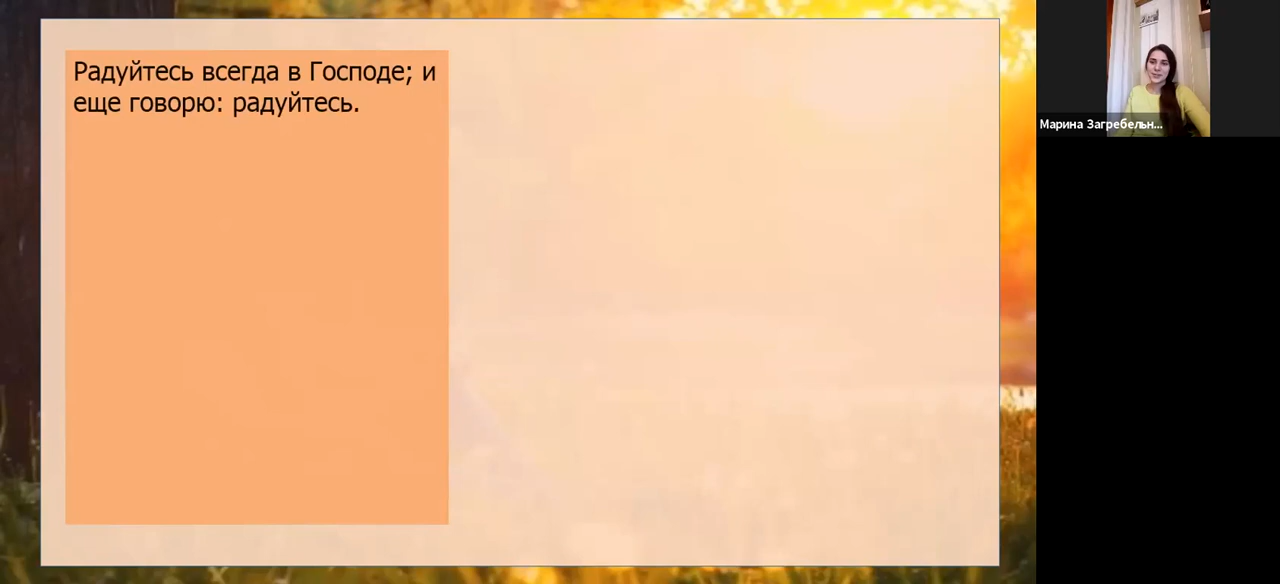 Радуйтесь всегда в Господе; и
еще говорю: радуйтесь.
Марина Загребельн...